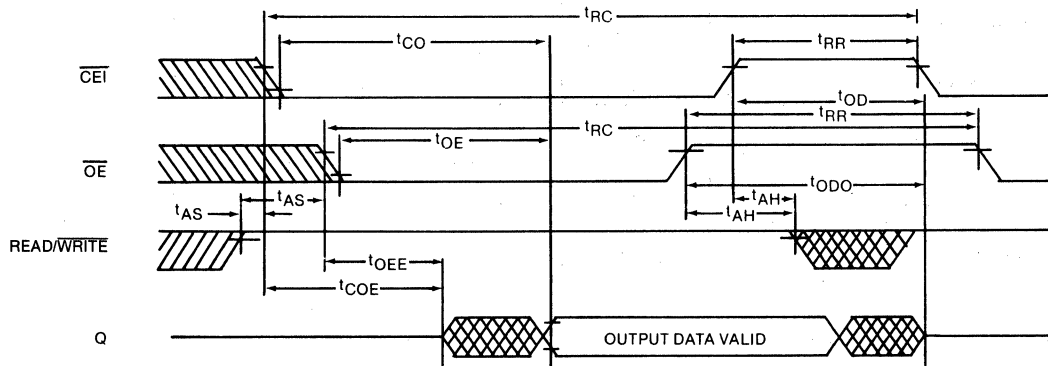 tRC
tCO
tRR
CEI
tOD
tRR
tRC
tOE
OE
tODO
tAS
tAH
tAS
tAH
READ/WRITE
tOEE
tCOE
Q
OUTPUT DATA VALID